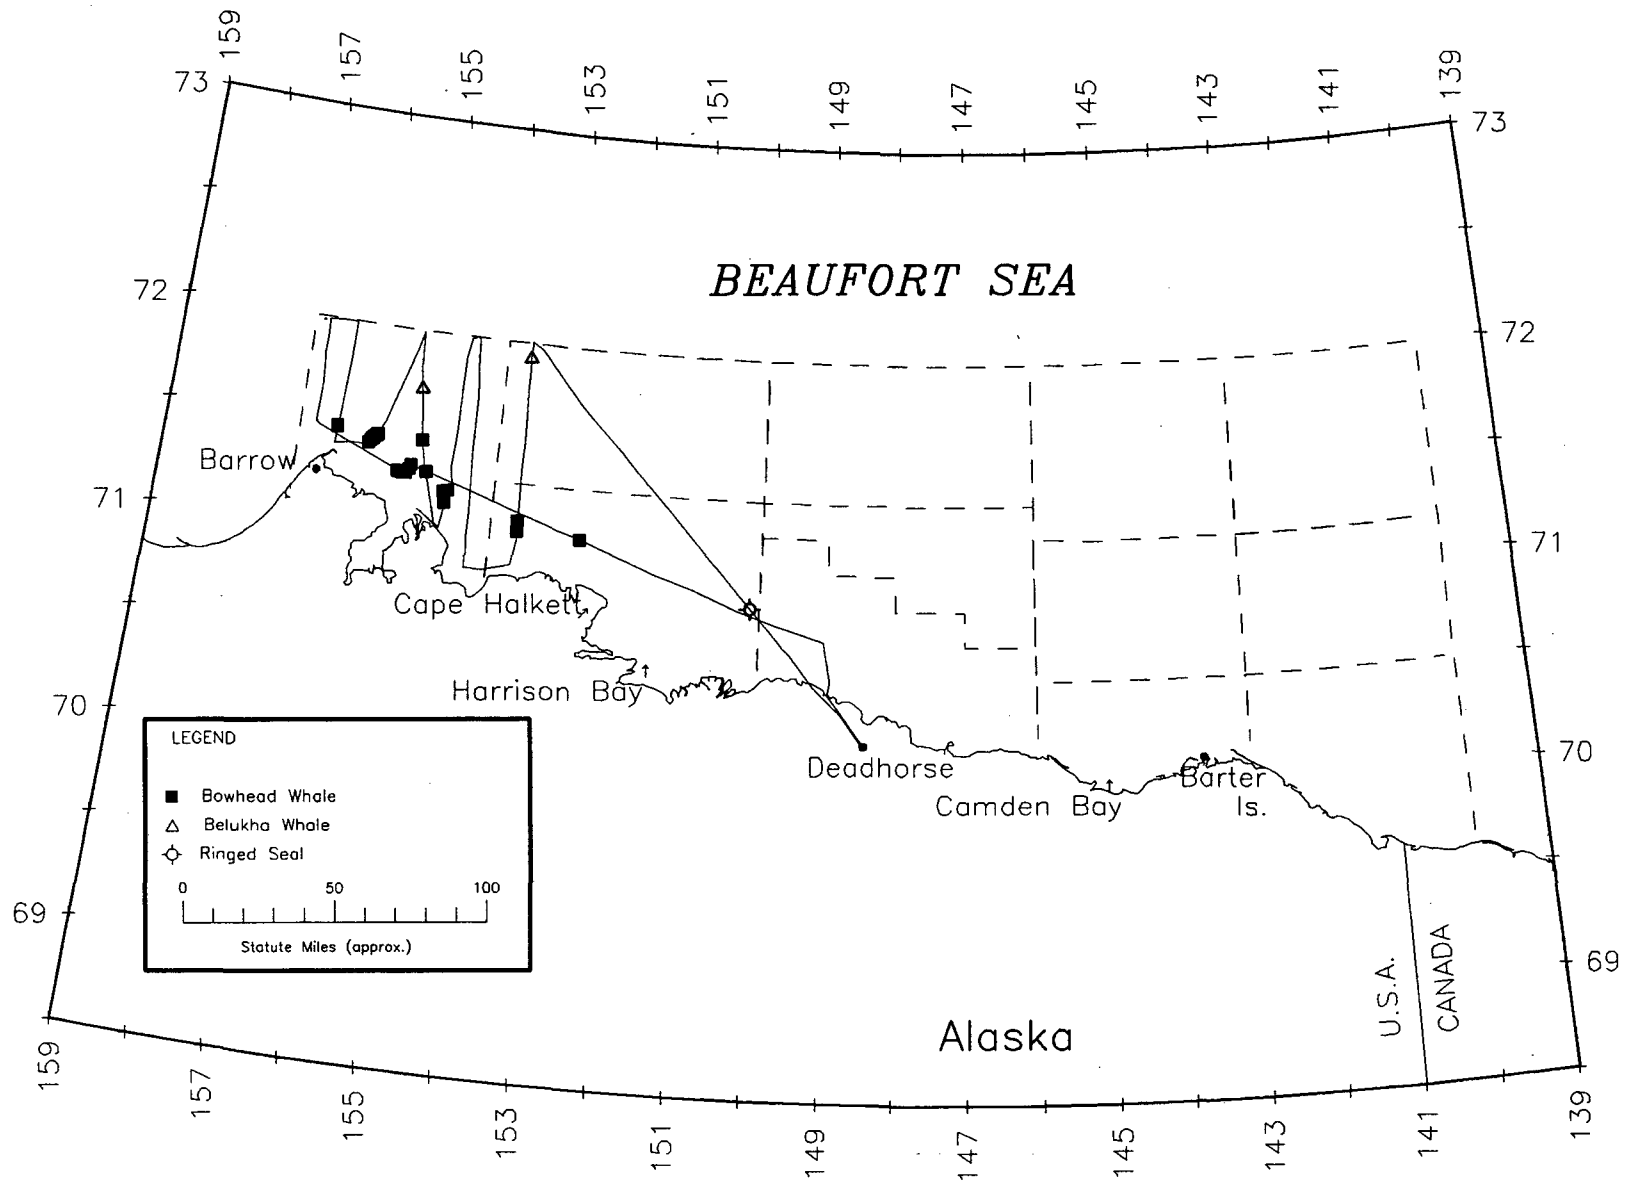 159
157
155
153
151
149
147
145
143
141
139
73
73
72
72
BEAUFORT SEA
Barrow
71
71
Cape Halkett
Harrison Bay
70
70
Deadhorse
Camden Bay
Barter
Is.
LEGEND
Bowhead Whale
Belukha Whale
Ringed Seal
0 50 100
Statute Miles (approx.)
69
69
U.S.A.
CANADA
Alaska
159
157
155
153
151
149
147
145
143
141
139